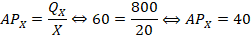 AP_X = Q_X/X ⇔ 60 = 800/20 ⇔ AP_X = 40